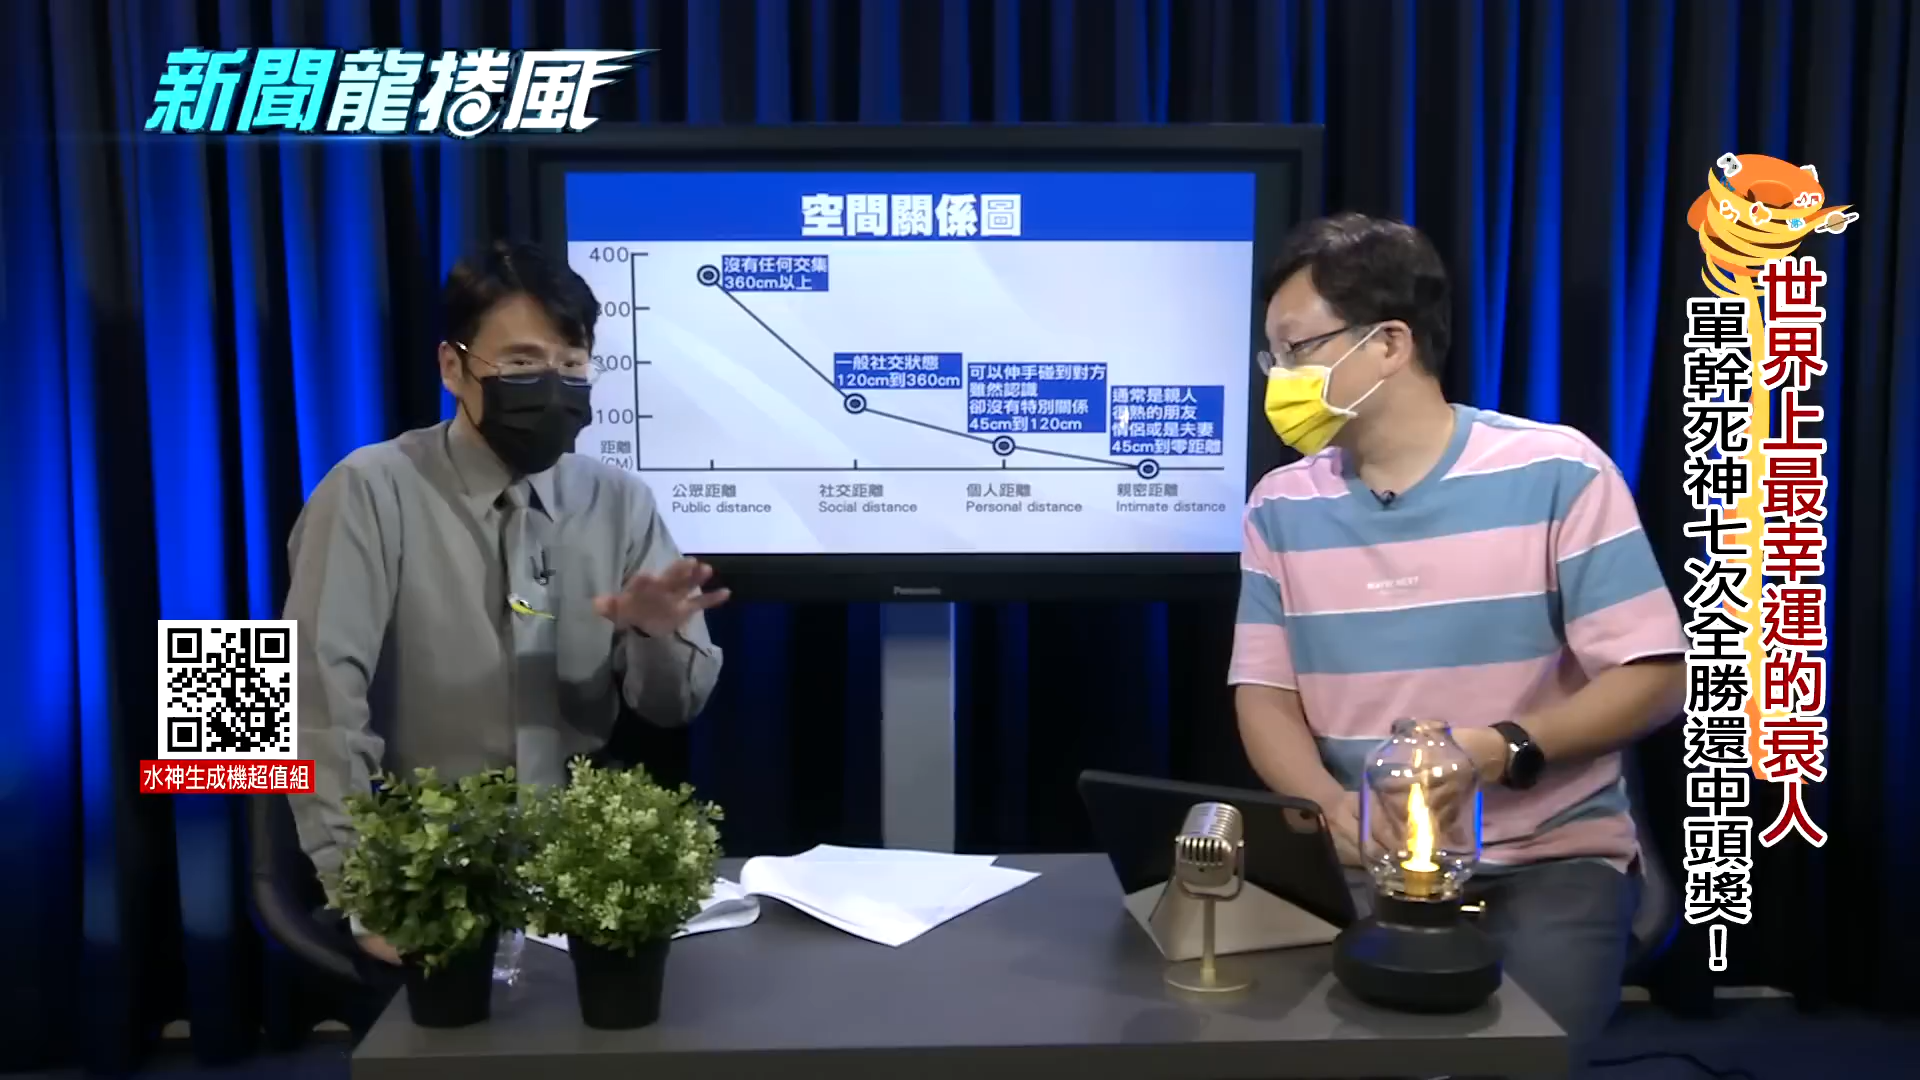 新聞龍捲風
空間關係圖
400
300
100
距離
(CM)
沒有任何交集
360cm以上
一般社交狀態
120cm到360cm
可以伸手碰到對方
雖然認識
卻沒有特別關係
45cm到120cm
通常是親人
很熟的朋友
情侶或是夫妻
45cm到零距離
公眾距離
Public distance
社交距離
Social distance
個人距離
Personal distance
親密距離
Intimate distance
Panasonic
世界上最幸運的衰人
單幹死神七次全勝還中頭獎！
水神生成機超值組